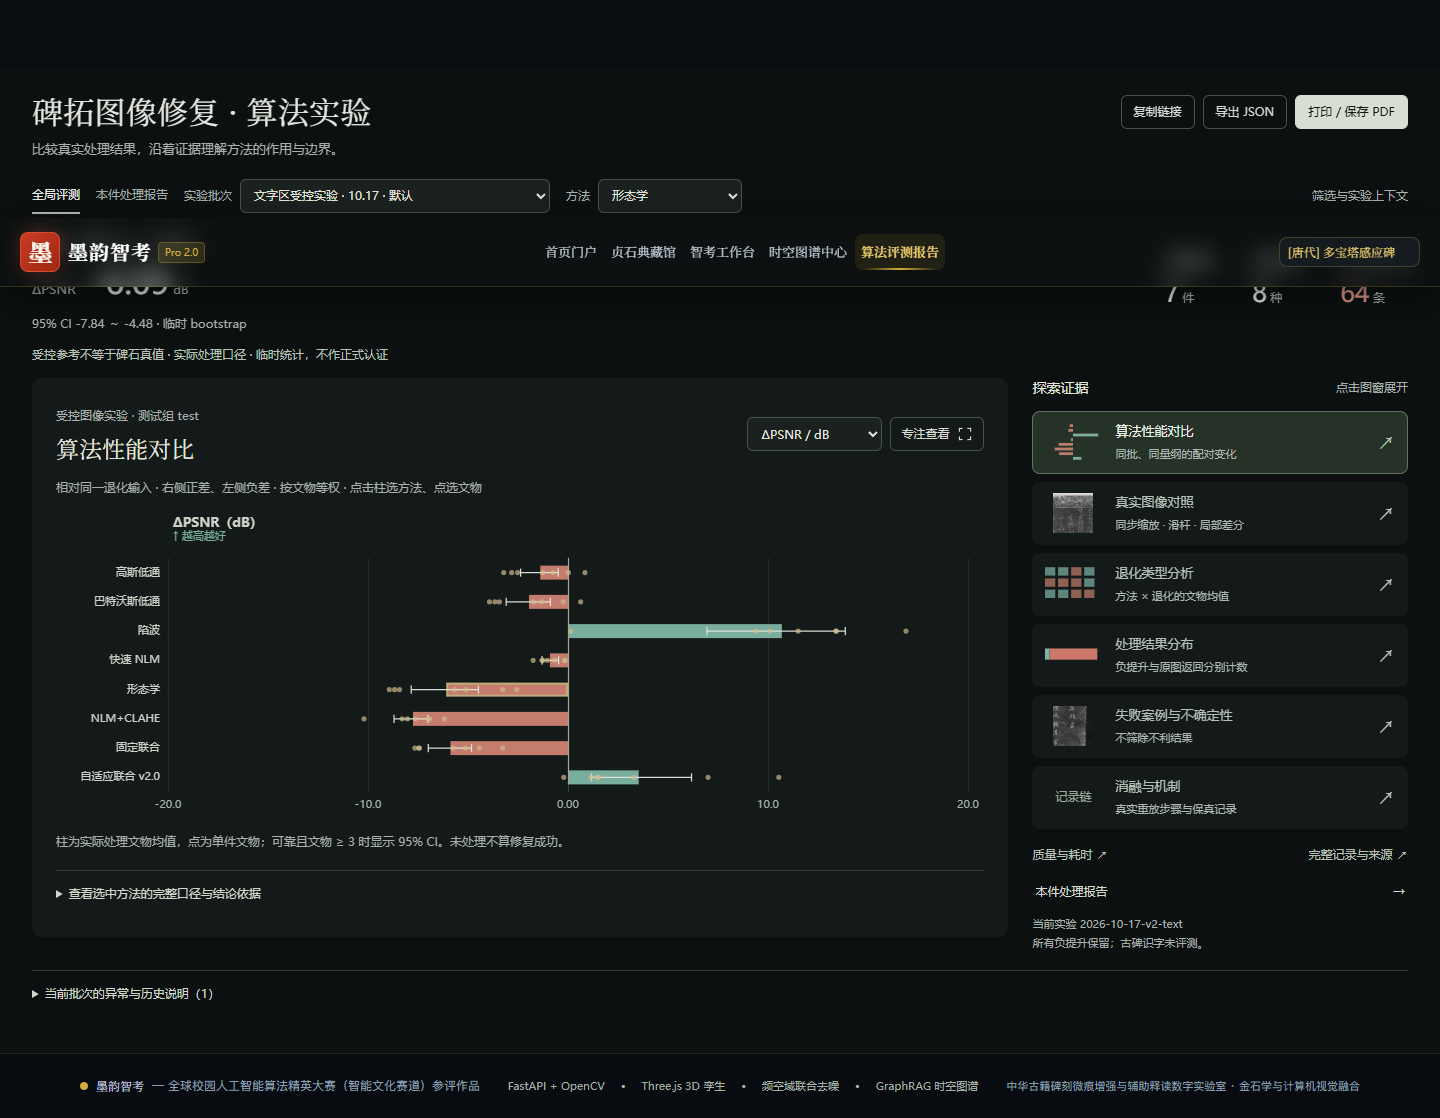 碑拓图像修复 · 算法实验
复制链接 导出 JSON 打印 / 保存 PDF
比较真实处理结果，沿着证据理解方法的作用与边界。
全局评测 本件处理报告 实验批次 文字区受控实验 · 10.17 · 默认 方法 形态学 筛选与实验上下文
墨 墨韵智考 Pro 2.0 首页门户 贞石典藏馆 智考工作台 时空图谱中心 算法评测报告 [唐代] 多宝塔感应碑
ΔPSNR dB 7 件 8 种 64 条
95% CI -7.84 ~ -4.48 · 临时 bootstrap
受控参考不等于碑石真值 · 实际处理口径 · 临时统计，不作正式认证
受控图像实验 · 测试组 test
算法性能对比
ΔPSNR / dB 专注查看
相对同一退化输入 · 右侧正差、左侧负差 · 按文物等权 · 点击柱选方法、点选文物
ΔPSNR (dB)
↑ 越高越好
高斯低通
巴特沃斯低通
陷波
快速 NLM
形态学
NLM+CLAHE
固定联合
自适应联合 v2.0
-20.0 -10.0 0.00 10.0 20.0
柱为实际处理文物均值，点为单件文物；可靠且文物 ≥ 3 时显示 95% CI。未处理不算修复成功。
▶ 查看选中方法的完整口径与结论依据
探索证据 点击图窗展开
算法性能对比
同批、同量纲的配对变化
真实图像对照
同步缩放 · 滑杆 · 局部差分
退化类型分析
方法 × 退化的文物均值
处理结果分布
负提升与原图返回分别计数
失败案例与不确定性
不筛除不利结果
记录链
消融与机制
真实重放步骤与保真记录
质量与耗时 ↗ 完整记录与来源 ↗
本件处理报告 →
当前实验 2026-10-17-v2-text
所有负提升保留；古碑识字未评测。
▶ 当前批次的异常与历史说明（1）
墨韵智考 — 全球校园人工智能算法精英大赛（智能文化赛道）参评作品 FastAPI + OpenCV • Three.js 3D 孪生 • 频空域联合去噪 • GraphRAG 时空图谱 中华古籍碑刻微痕增强与辅助释读数字实验室 · 金石学与计算机视觉融合